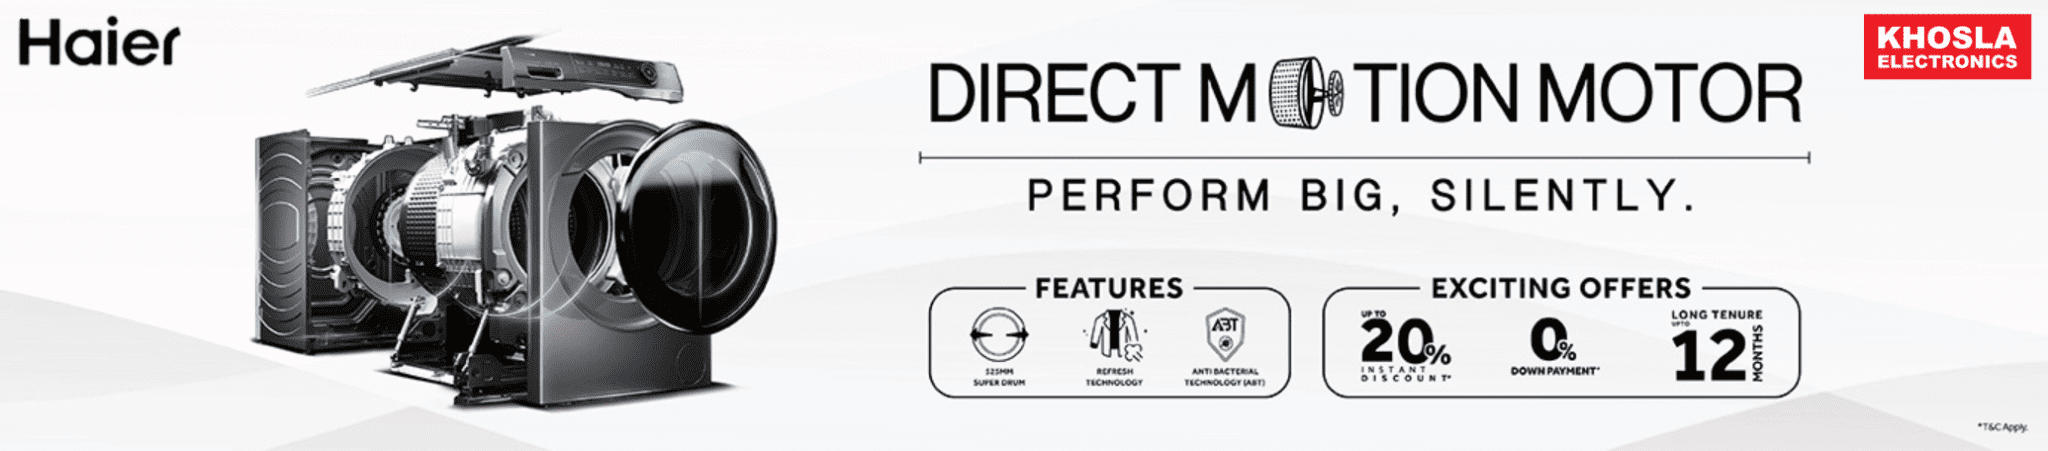 Haier
KHOSLA
ELECTRONICS
DIRECT MOTION MOTOR
PERFORM BIG, SILENTLY.
FEATURES
525MM
SUPER DRUM
REFRESH
TECHNOLOGY
ABT
ANTI BACTERIAL
TECHNOLOGY (ABT)
EXCITING OFFERS
UP TO
20%
INSTANT
DISCOUNT*
0%
DOWN PAYMENT*
LONG TENURE
UPTO
12 MONTHS
*T&C Apply.